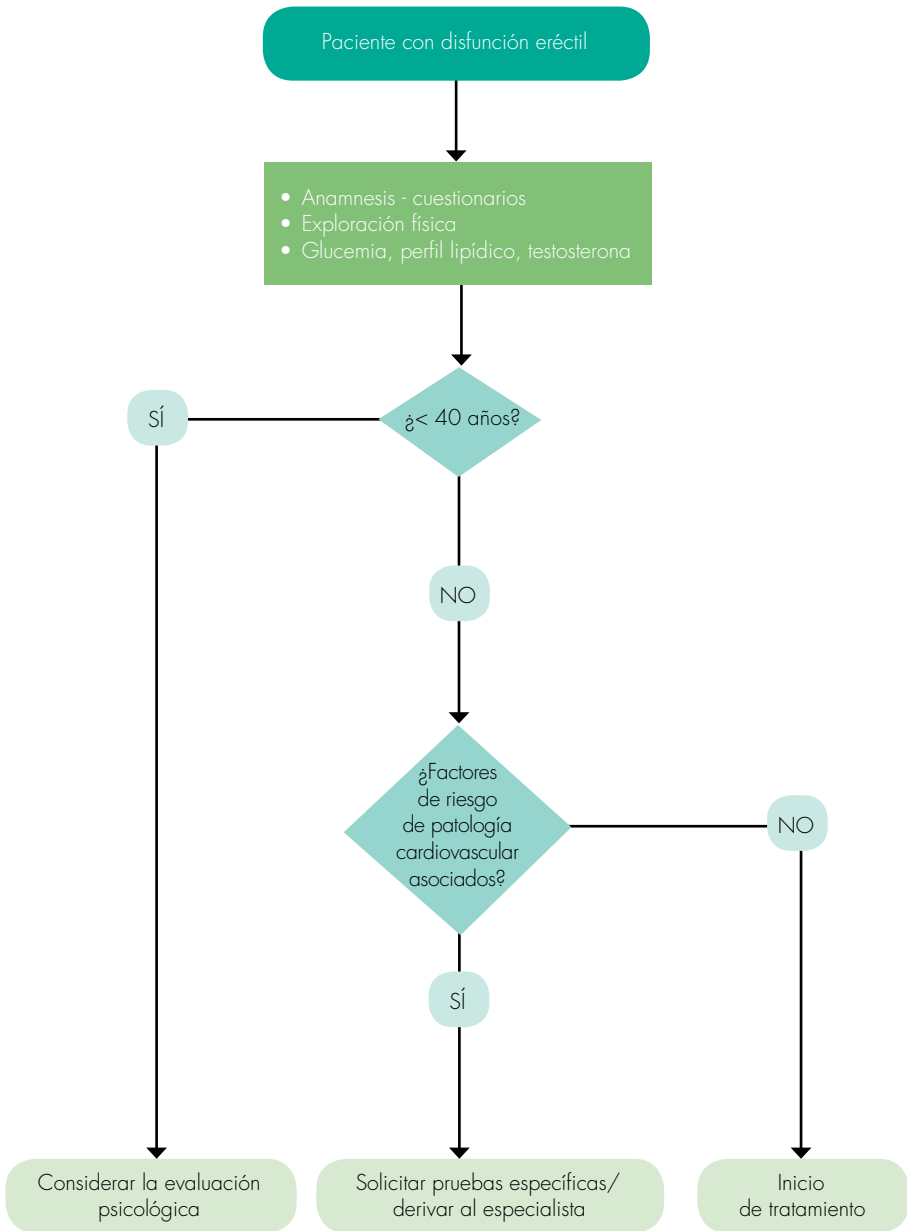 Paciente con disfunción eréctil
• Anamnesis - cuestionarios
• Exploración física
• Glucemia, perfil lipídico, testosterona
SÍ
¿< 40 años?
NO
¿Factores
de riesgo
de patología
cardiovascular
asociados?
NO
SÍ
Considerar la evaluación
psicológica
Solicitar pruebas específicas/
derivar al especialista
Inicio
de tratamiento